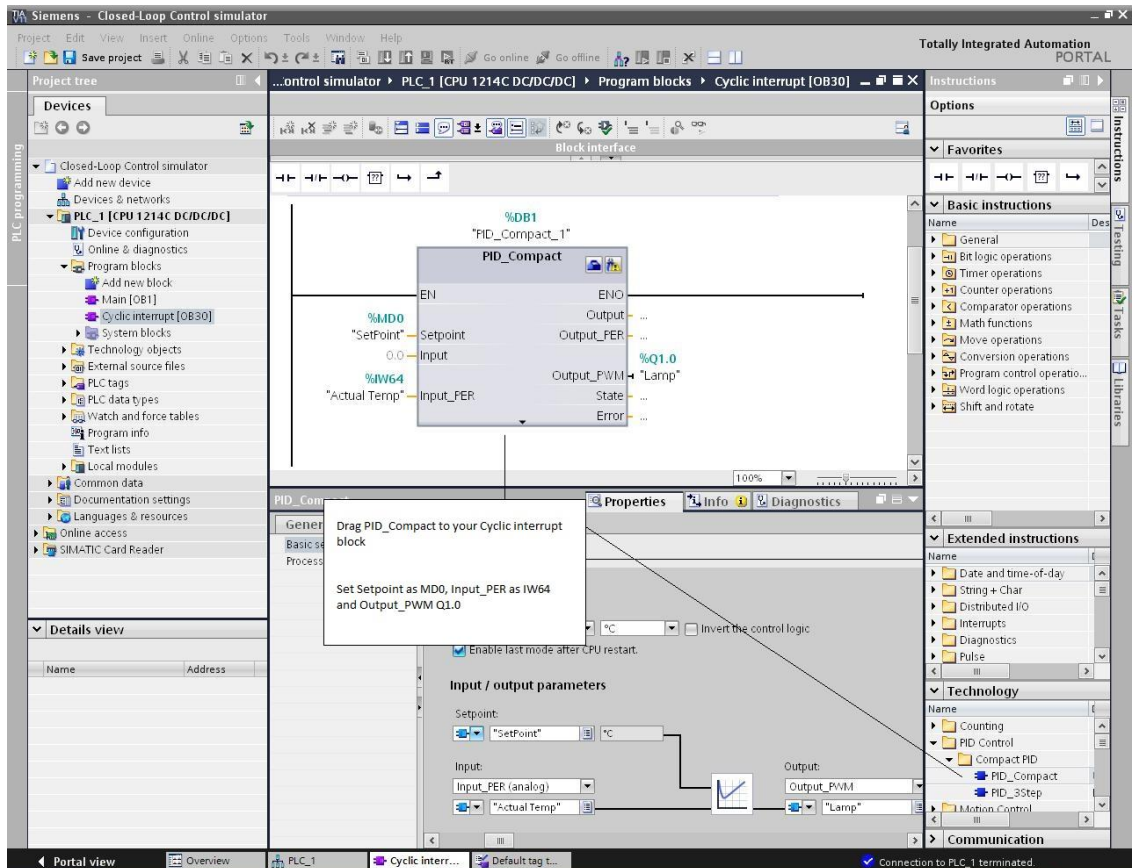 Siemens - Closed-Loop Control simulator
Project Edit View Insert Online Options Tools Window Help
Save project
Go online
Go offline
Totally Integrated Automation
PORTAL
Project tree
Devices
PLC programming
Closed-Loop Control simulator
Add new device
Devices & networks
PLC_1 [CPU 1214C DC/DC/DC]
Device configuration
Online & diagnostics
Program blocks
Add new block
Main [OB1]
Cyclic interrupt [OB30]
System blocks
Technology objects
External source files
PLC tags
PLC data types
Watch and force tables
Program info
Text lists
Local modules
Common data
Documentation settings
Languages & resources
Online access
SIMATIC Card Reader
Details view
Name Address
...ontrol simulator PLC_1 [CPU 1214C DC/DC/DC] Program blocks Cyclic interrupt [OB30]
Block interface
%DB1
"PID_Compact_1"
PID_Compact
EN ENO
%MD0
"SetPoint" Setpoint
0.0 Input
%IW64
"Actual Temp" Input_PER
Output ...
Output_PER ...
%Q1.0
Output_PWM "Lamp"
State ...
Error ...
100%
PID_Com
Properties
Info
Diagnostics
Gener
Basic se
Process
Drag PID_Compact to your Cyclic interrupt
block
Set Setpoint as MD0, Input_PER as IW64
and Output_PWM Q1.0
°C
Invert the control logic
Enable last mode after CPU restart.
Input / output parameters
Setpoint:
"SetPoint" °C
Input: Output:
Input_PER (analog) Output_PWM
"Actual Temp" "Lamp"
Instructions
Options
Favorites
Basic instructions
Name Des
General
Bit logic operations
Timer operations
Counter operations
Comparator operations
Math functions
Move operations
Conversion operations
Program control operatio...
Word logic operations
Shift and rotate
Extended instructions
Name
Date and time-of-day
String + Char
Distributed I/O
Interrupts
Diagnostics
Pulse
Technology
Name
Counting
PID Control
Compact PID
PID_Compact
PID_3Step
Motion Control
Communication
Instructions
Testing
Tasks
Libraries
Portal view
Overview
PLC_1
Cyclic interr...
Default tag t...
Connection to PLC_1 terminated.